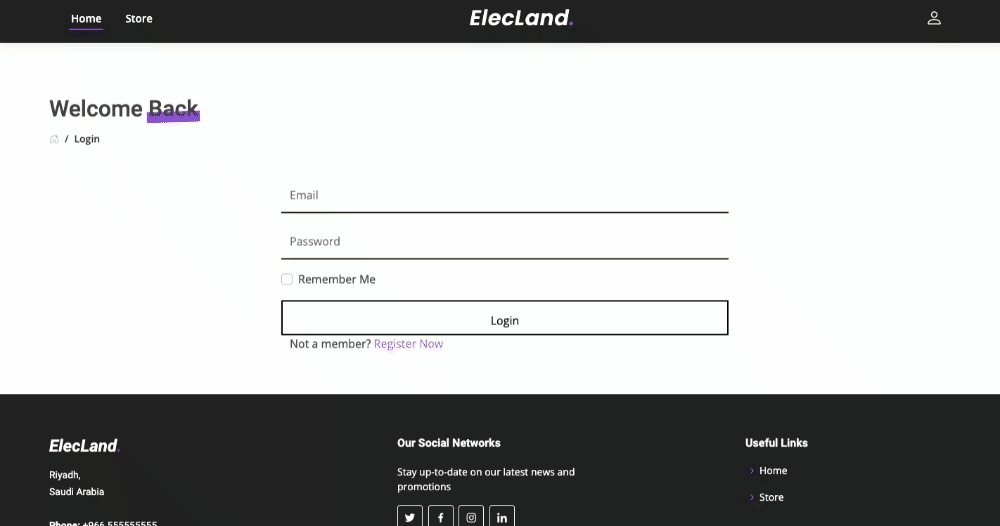 Home Store ElecLand.
Welcome Back
/ Login
Email
Password
Remember Me
Login
Not a member? Register Now
ElecLand.
Riyadh,
Saudi Arabia
Phone: +966 555555555
Our Social Networks
Stay up-to-date on our latest news and
promotions
Useful Links
Home
Store